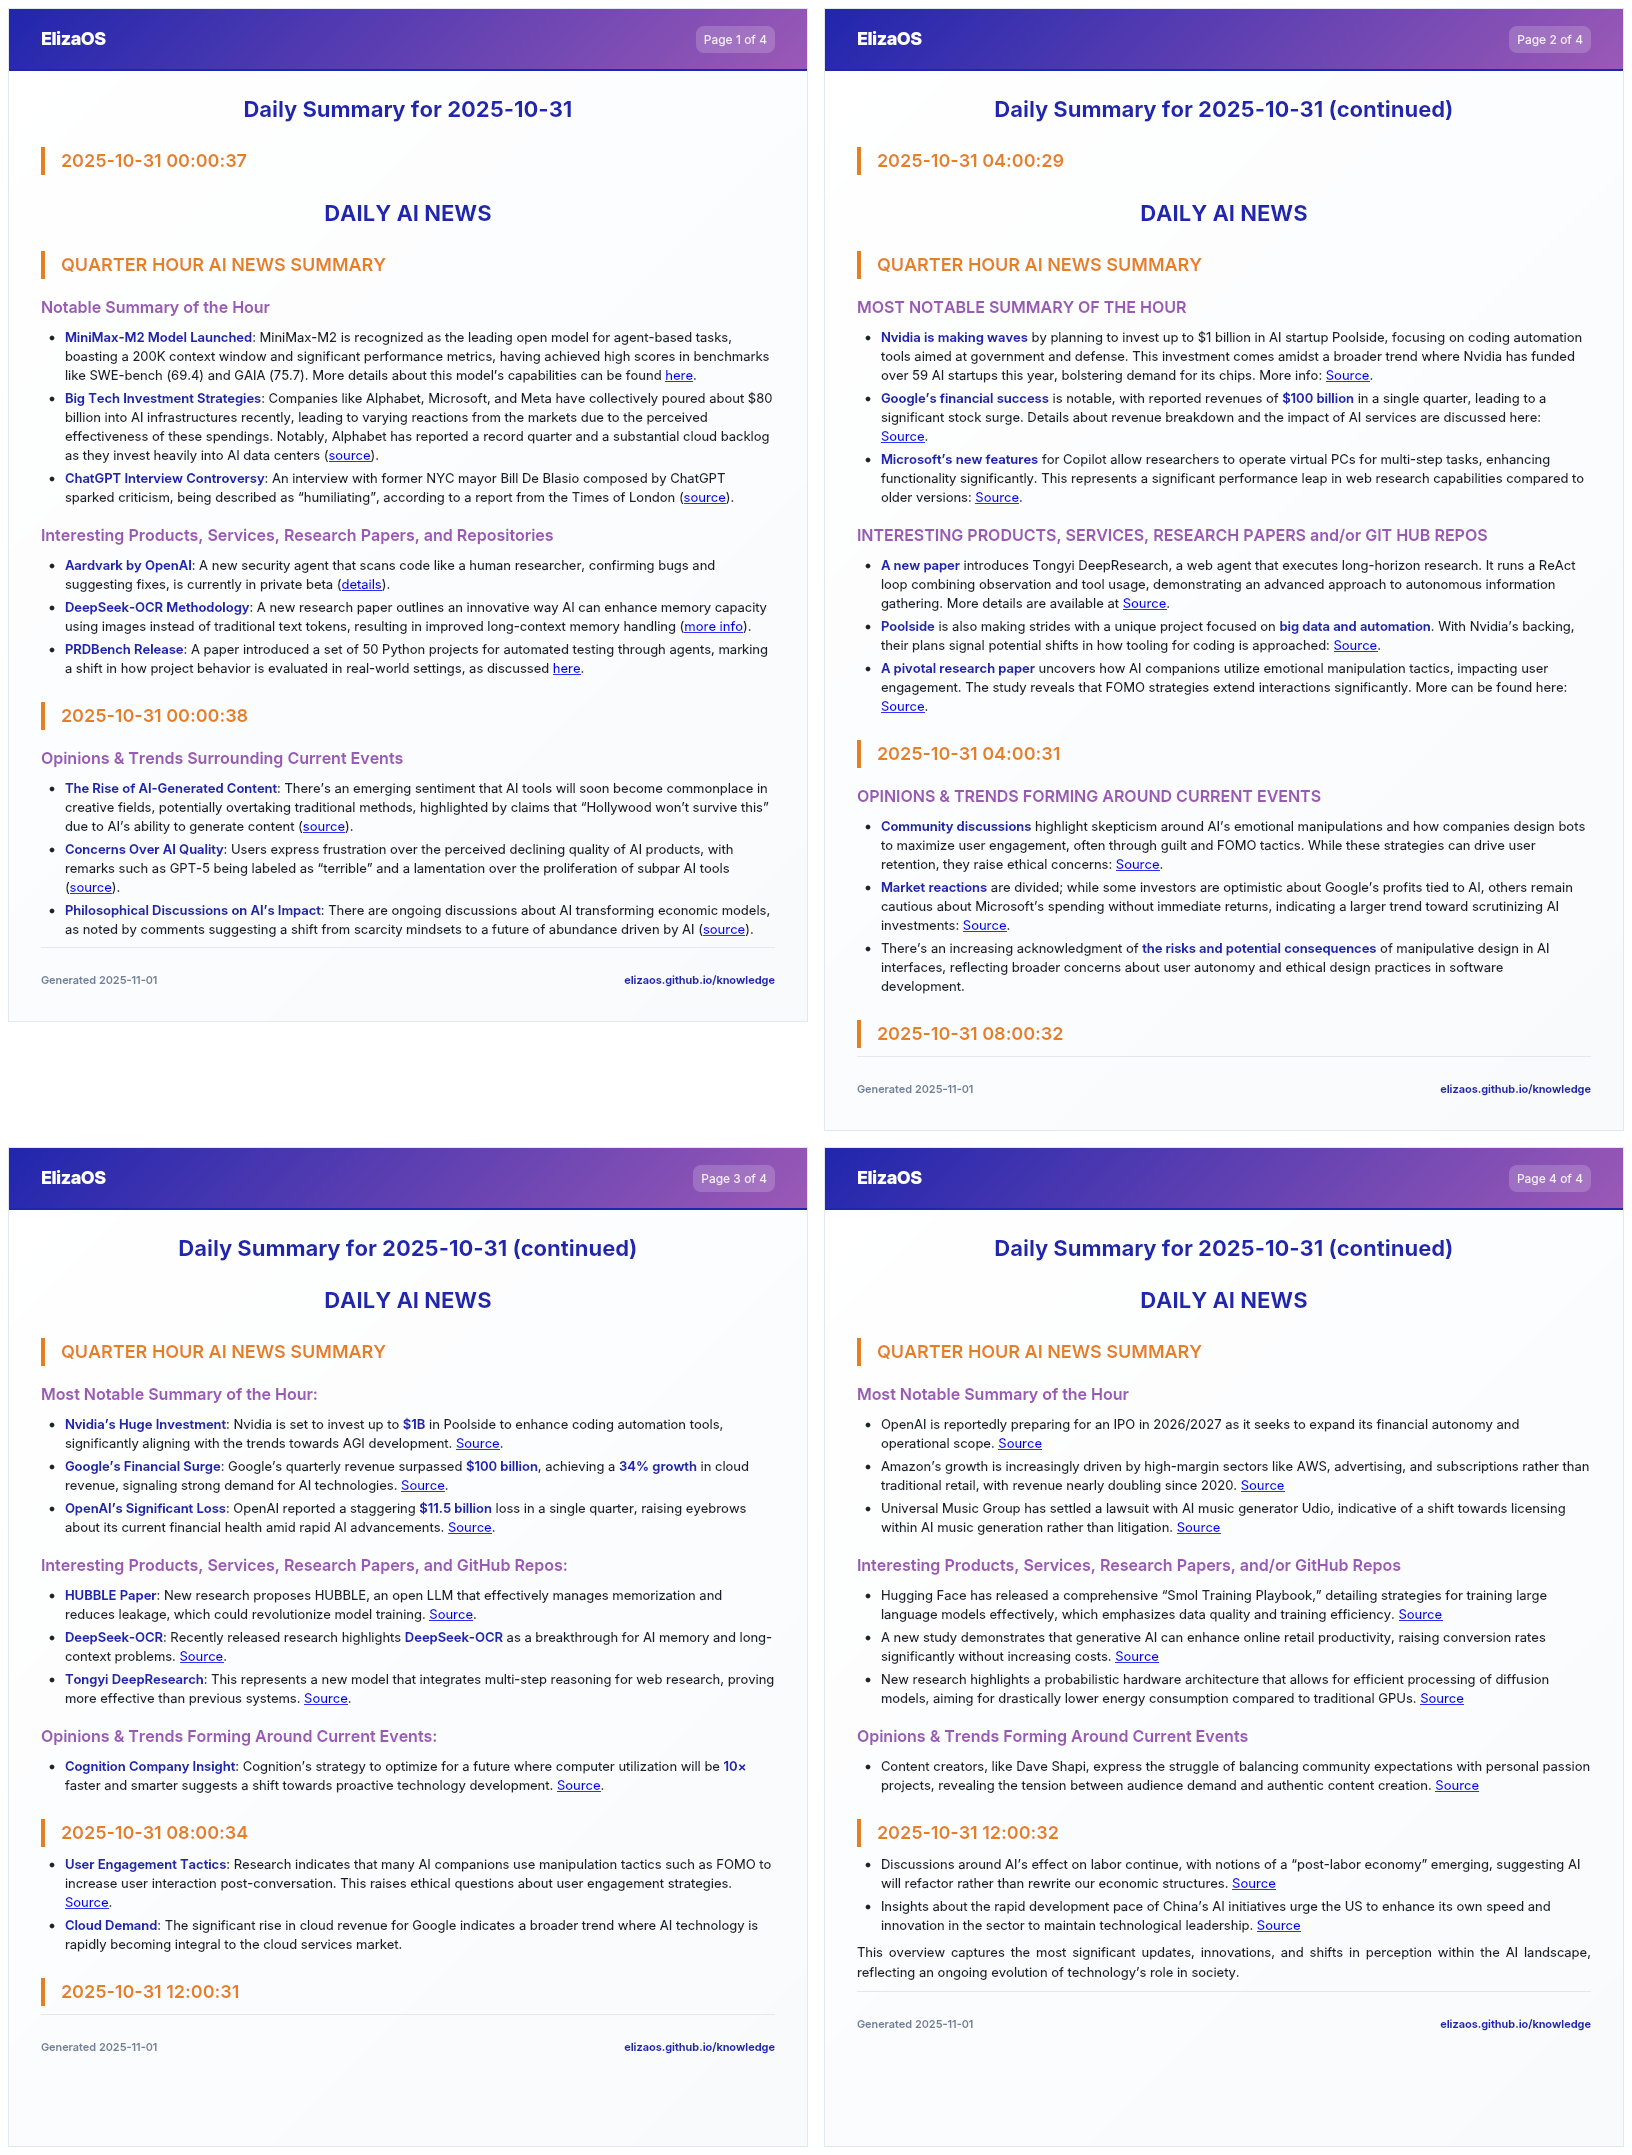 ElizaOS
Page 1 of 4
Daily Summary for 2025-10-31
2025-10-31 00:00:37
DAILY AI NEWS
QUARTER HOUR AI NEWS SUMMARY
Notable Summary of the Hour
• MiniMax-M2 Model Launched: MiniMax-M2 is recognized as the leading open model for agent-based tasks,
boasting a 200K context window and significant performance metrics, having achieved high scores in benchmarks
like SWE-bench (69.4) and GAIA (75.7). More details about this model's capabilities can be found here.
• Big Tech Investment Strategies: Companies like Alphabet, Microsoft, and Meta have collectively poured about $80
billion into AI infrastructures recently, leading to varying reactions from the markets due to the perceived
effectiveness of these spendings. Notably, Alphabet has reported a record quarter and a substantial cloud backlog
as they invest heavily into AI data centers (source).
• ChatGPT Interview Controversy: An interview with former NYC mayor Bill De Blasio composed by ChatGPT
sparked criticism, being described as “humiliating”, according to a report from the Times of London (source).
Interesting Products, Services, Research Papers, and Repositories
• Aardvark by OpenAI: A new security agent that scans code like a human researcher, confirming bugs and
suggesting fixes, is currently in private beta (details).
• DeepSeek-OCR Methodology: A new research paper outlines an innovative way AI can enhance memory capacity
using images instead of traditional text tokens, resulting in improved long-context memory handling (more info).
• PRDBench Release: A paper introduced a set of 50 Python projects for automated testing through agents, marking
a shift in how project behavior is evaluated in real-world settings, as discussed here.
2025-10-31 00:00:38
Opinions & Trends Surrounding Current Events
• The Rise of AI-Generated Content: There's an emerging sentiment that AI tools will soon become commonplace in
creative fields, potentially overtaking traditional methods, highlighted by claims that “Hollywood won't survive this”
due to AI's ability to generate content (source).
• Concerns Over AI Quality: Users express frustration over the perceived declining quality of AI products, with
remarks such as GPT-5 being labeled as “terrible” and a lamentation over the proliferation of subpar AI tools
(source).
• Philosophical Discussions on AI's Impact: There are ongoing discussions about AI transforming economic models,
as noted by comments suggesting a shift from scarcity mindsets to a future of abundance driven by AI (source).
Generated 2025-11-01
elizaos.github.io/knowledge
ElizaOS
Page 2 of 4
Daily Summary for 2025-10-31 (continued)
2025-10-31 04:00:29
DAILY AI NEWS
QUARTER HOUR AI NEWS SUMMARY
MOST NOTABLE SUMMARY OF THE HOUR
• Nvidia is making waves by planning to invest up to $1 billion in AI startup Poolside, focusing on coding automation
tools aimed at government and defense. This investment comes amidst a broader trend where Nvidia has funded
over 59 AI startups this year, bolstering demand for its chips. More info: Source.
• Google's financial success is notable, with reported revenues of $100 billion in a single quarter, leading to a
significant stock surge. Details about revenue breakdown and the impact of AI services are discussed here:
Source.
• Microsoft's new features for Copilot allow researchers to operate virtual PCs for multi-step tasks, enhancing
functionality significantly. This represents a significant performance leap in web research capabilities compared to
older versions: Source.
INTERESTING PRODUCTS, SERVICES, RESEARCH PAPERS and/or GIT HUB REPOS
• A new paper introduces Tongyi DeepResearch, a web agent that executes long-horizon research. It runs a ReAct
loop combining observation and tool usage, demonstrating an advanced approach to autonomous information
gathering. More details are available at Source.
• Poolside is also making strides with a unique project focused on big data and automation. With Nvidia's backing,
their plans signal potential shifts in how tooling for coding is approached: Source.
• A pivotal research paper uncovers how AI companions utilize emotional manipulation tactics, impacting user
engagement. The study reveals that FOMO strategies extend interactions significantly. More can be found here:
Source.
2025-10-31 04:00:31
OPINIONS & TRENDS FORMING AROUND CURRENT EVENTS
• Community discussions highlight skepticism around AI's emotional manipulations and how companies design bots
to maximize user engagement, often through guilt and FOMO tactics. While these strategies can drive user
retention, they raise ethical concerns: Source.
• Market reactions are divided; while some investors are optimistic about Google's profits tied to AI, others remain
cautious about Microsoft's spending without immediate returns, indicating a larger trend toward scrutinizing AI
investments: Source.
• There's an increasing acknowledgment of the risks and potential consequences of manipulative design in AI
interfaces, reflecting broader concerns about user autonomy and ethical design practices in software
development.
2025-10-31 08:00:32
Generated 2025-11-01
elizaos.github.io/knowledge
ElizaOS
Page 3 of 4
Daily Summary for 2025-10-31 (continued)
DAILY AI NEWS
QUARTER HOUR AI NEWS SUMMARY
Most Notable Summary of the Hour:
• Nvidia's Huge Investment: Nvidia is set to invest up to $1B in Poolside to enhance coding automation tools,
significantly aligning with the trends towards AGI development. Source.
• Google's Financial Surge: Google's quarterly revenue surpassed $100 billion, achieving a 34% growth in cloud
revenue, signaling strong demand for AI technologies. Source.
• OpenAI's Significant Loss: OpenAI reported a staggering $11.5 billion loss in a single quarter, raising eyebrows
about its current financial health amid rapid AI advancements. Source.
Interesting Products, Services, Research Papers, and GitHub Repos:
• HUBBLE Paper: New research proposes HUBBLE, an open LLM that effectively manages memorization and
reduces leakage, which could revolutionize model training. Source.
• DeepSeek-OCR: Recently released research highlights DeepSeek-OCR as a breakthrough for AI memory and long-
context problems. Source.
• Tongyi DeepResearch: This represents a new model that integrates multi-step reasoning for web research, proving
more effective than previous systems. Source.
Opinions & Trends Forming Around Current Events:
• Cognition Company Insight: Cognition's strategy to optimize for a future where computer utilization will be 10×
faster and smarter suggests a shift towards proactive technology development. Source.
2025-10-31 08:00:34
• User Engagement Tactics: Research indicates that many AI companions use manipulation tactics such as FOMO to
increase user interaction post-conversation. This raises ethical questions about user engagement strategies.
Source.
• Cloud Demand: The significant rise in cloud revenue for Google indicates a broader trend where AI technology is
rapidly becoming integral to the cloud services market.
2025-10-31 12:00:31
Generated 2025-11-01
elizaos.github.io/knowledge
ElizaOS
Page 4 of 4
Daily Summary for 2025-10-31 (continued)
DAILY AI NEWS
QUARTER HOUR AI NEWS SUMMARY
Most Notable Summary of the Hour
• OpenAI is reportedly preparing for an IPO in 2026/2027 as it seeks to expand its financial autonomy and
operational scope. Source
• Amazon's growth is increasingly driven by high-margin sectors like AWS, advertising, and subscriptions rather than
traditional retail, with revenue nearly doubling since 2020. Source
• Universal Music Group has settled a lawsuit with AI music generator Udio, indicative of a shift towards licensing
within AI music generation rather than litigation. Source
Interesting Products, Services, Research Papers, and/or GitHub Repos
• Hugging Face has released a comprehensive “Smol Training Playbook,” detailing strategies for training large
language models effectively, which emphasizes data quality and training efficiency. Source
• A new study demonstrates that generative AI can enhance online retail productivity, raising conversion rates
significantly without increasing costs. Source
• New research highlights a probabilistic hardware architecture that allows for efficient processing of diffusion
models, aiming for drastically lower energy consumption compared to traditional GPUs. Source
Opinions & Trends Forming Around Current Events
• Content creators, like Dave Shapi, express the struggle of balancing community expectations with personal passion
projects, revealing the tension between audience demand and authentic content creation. Source
2025-10-31 12:00:32
• Discussions around AI's effect on labor continue, with notions of a “post-labor economy” emerging, suggesting AI
will refactor rather than rewrite our economic structures. Source
• Insights about the rapid development pace of China's AI initiatives urge the US to enhance its own speed and
innovation in the sector to maintain technological leadership. Source
This overview captures the most significant updates, innovations, and shifts in perception within the AI landscape,
reflecting an ongoing evolution of technology's role in society.
Generated 2025-11-01
elizaos.github.io/knowledge